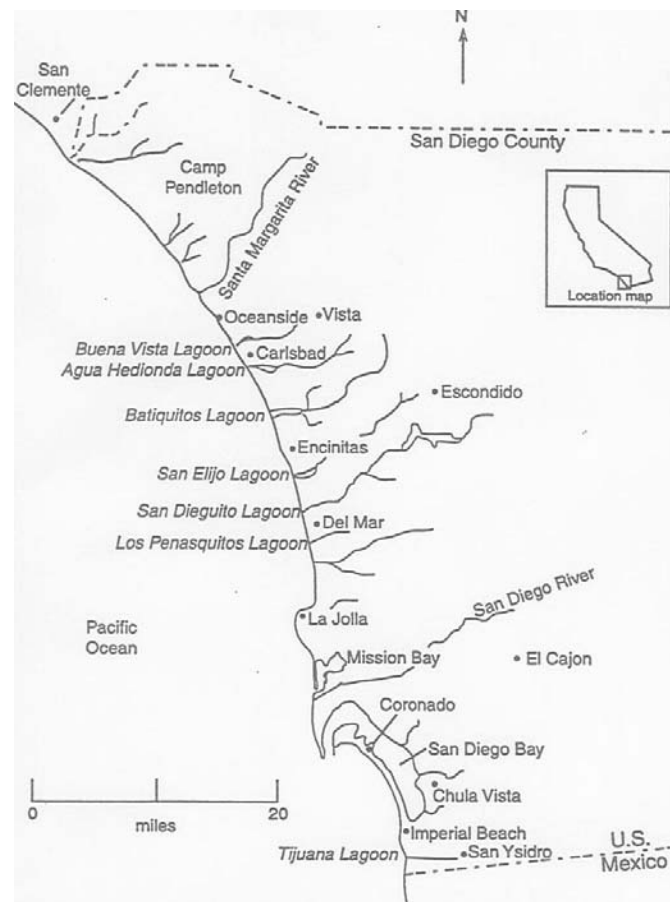 N
San
Clemente
San Diego County
Camp
Pendleton
Santa Margarita River
Location map
Oceanside
Vista
Buena Vista Lagoon
Carlsbad
Agua Hedionda Lagoon
Escondido
Batiquitos Lagoon
Encinitas
San Elijo Lagoon
San Dieguito Lagoon
Del Mar
Los Penasquitos Lagoon
San Diego River
La Jolla
Pacific
Ocean
Mission Bay
El Cajon
Coronado
San Diego Bay
Chula Vista
0
20
miles
Imperial Beach
U.S.
Tijuana Lagoon
San Ysidro
Mexico